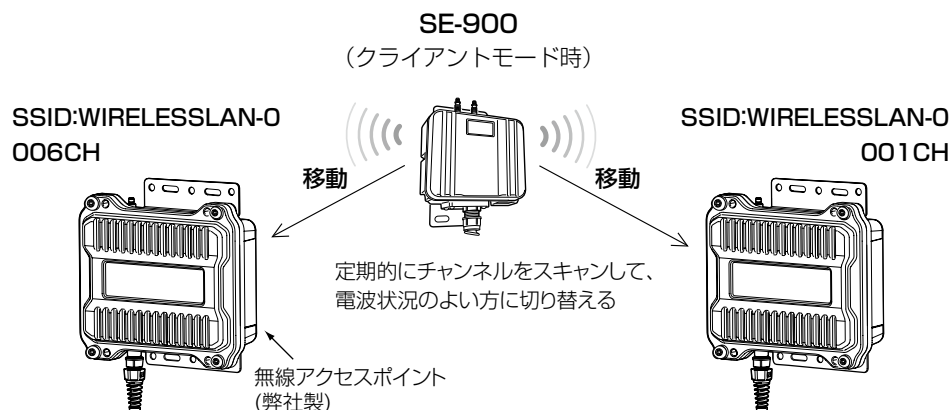 SE-900
（クライアントモード時）
SSID:WIRELESSLAN-0
006CH
SSID:WIRELESSLAN-0
001CH
移動
移動
定期的にチャンネルをスキャンして、
電波状況のよい方に切り替える
無線アクセスポイント
(弊社製)